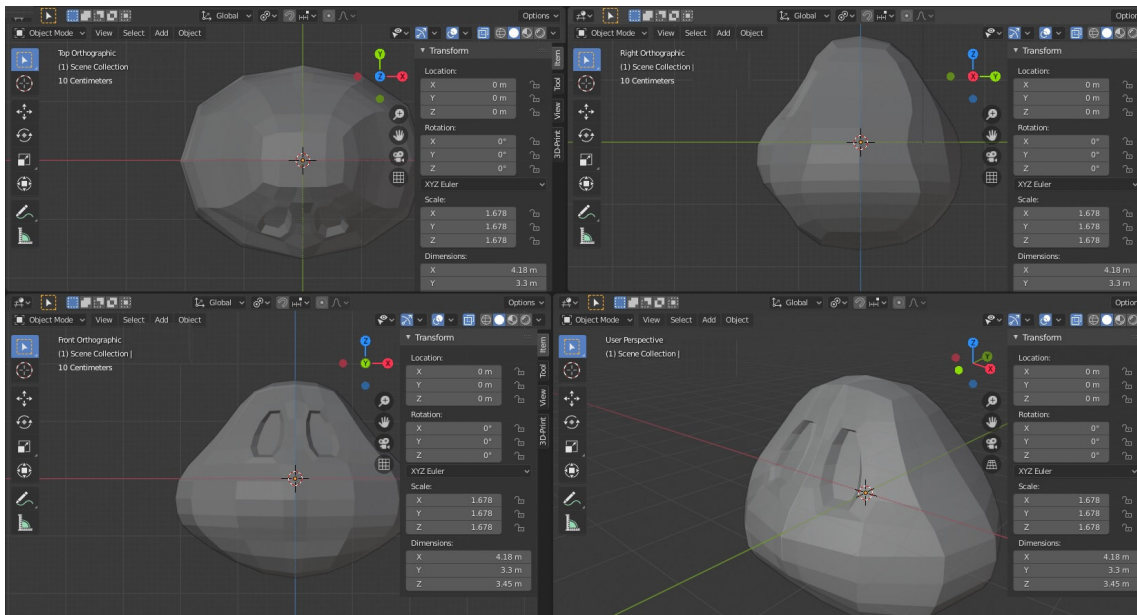 Global
Options
Object Mode View Select Add Object
Top Orthographic
(1) Scene Collection
10 Centimeters
Y
Z
X
Transform
Location:
X 0 m
Y 0 m
Z 0 m
Rotation:
X 0°
Y 0°
Z 0°
XYZ Euler
Scale:
X 1.678
Y 1.678
Z 1.678
Dimensions:
X 4.18 m
Y 3.3 m
Item
Tool
View
3D-Print
Global
Options
Object Mode View Select Add Object
Right Orthographic
(1) Scene Collection |
10 Centimeters
Z
X
Y
Transform
Location:
X 0 m
Y 0 m
Z 0 m
Rotation:
X 0°
Y 0°
Z 0°
XYZ Euler
Scale:
X 1.678
Y 1.678
Z 1.678
Dimensions:
X 4.18 m
Y 3.3 m
Global
Options
Object Mode View Select Add Object
Front Orthographic
(1) Scene Collection |
10 Centimeters
Z
Y
X
Transform
Location:
X 0 m
Y 0 m
Z 0 m
Rotation:
X 0°
Y 0°
Z 0°
XYZ Euler
Scale:
X 1.678
Y 1.678
Z 1.678
Dimensions:
X 4.18 m
Y 3.3 m
Z 3.45 m
Item
Tool
View
3D-Print
Global
Options
Object Mode View Select Add Object
User Perspective
(1) Scene Collection |
Z
Y
X
Transform
Location:
X 0 m
Y 0 m
Z 0 m
Rotation:
X 0°
Y 0°
Z 0°
XYZ Euler
Scale:
X 1.678
Y 1.678
Z 1.678
Dimensions:
X 4.18 m
Y 3.3 m
Z 3.45 m